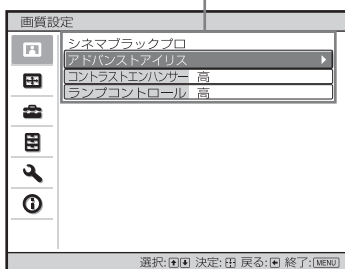 画質設定
シネマブラックプロ
アドバンストアイリス
コントラストエンハンサー 高
ランプコントロール 高
選択:↑↓ 決定: 戻る:← 終了:MENU